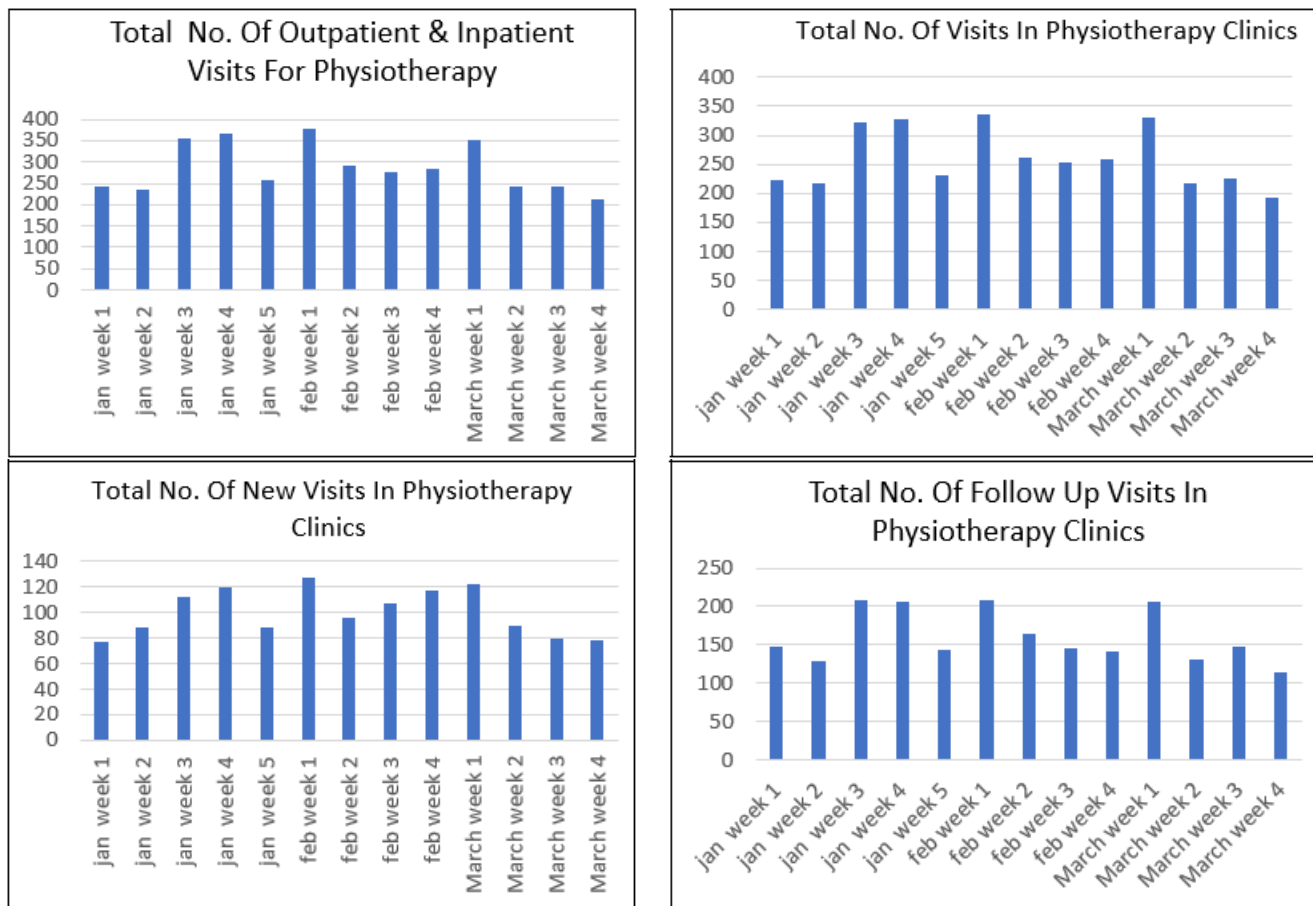 Total No. Of Outpatient & Inpatient
Visits For Physiotherapy
400
350
300
250
200
150
100
50
0
jan week 1
jan week 2
jan week 3
jan week 4
jan week 5
feb week 1
feb week 2
feb week 3
feb week 4
March week 1
March week 2
March week 3
March week 4
Total No. Of Visits In Physiotherapy Clinics
400
350
300
250
200
150
100
50
0
jan week 1
jan week 2
jan week 3
jan week 4
jan week 5
feb week 1
feb week 2
feb week 3
feb week 4
March week 1
March week 2
March week 3
March week 4
Total No. Of New Visits In Physiotherapy
Clinics
140
120
100
80
60
40
20
0
jan week 1
jan week 2
jan week 3
jan week 4
jan week 5
feb week 1
feb week 2
feb week 3
feb week 4
March week 1
March week 2
March week 3
March week 4
Total No. Of Follow Up Visits In
Physiotherapy Clinics
250
200
150
100
50
0
jan week 1
jan week 2
jan week 3
jan week 4
jan week 5
feb week 1
feb week 2
feb week 3
feb week 4
March week 1
March week 2
March week 3
March week 4